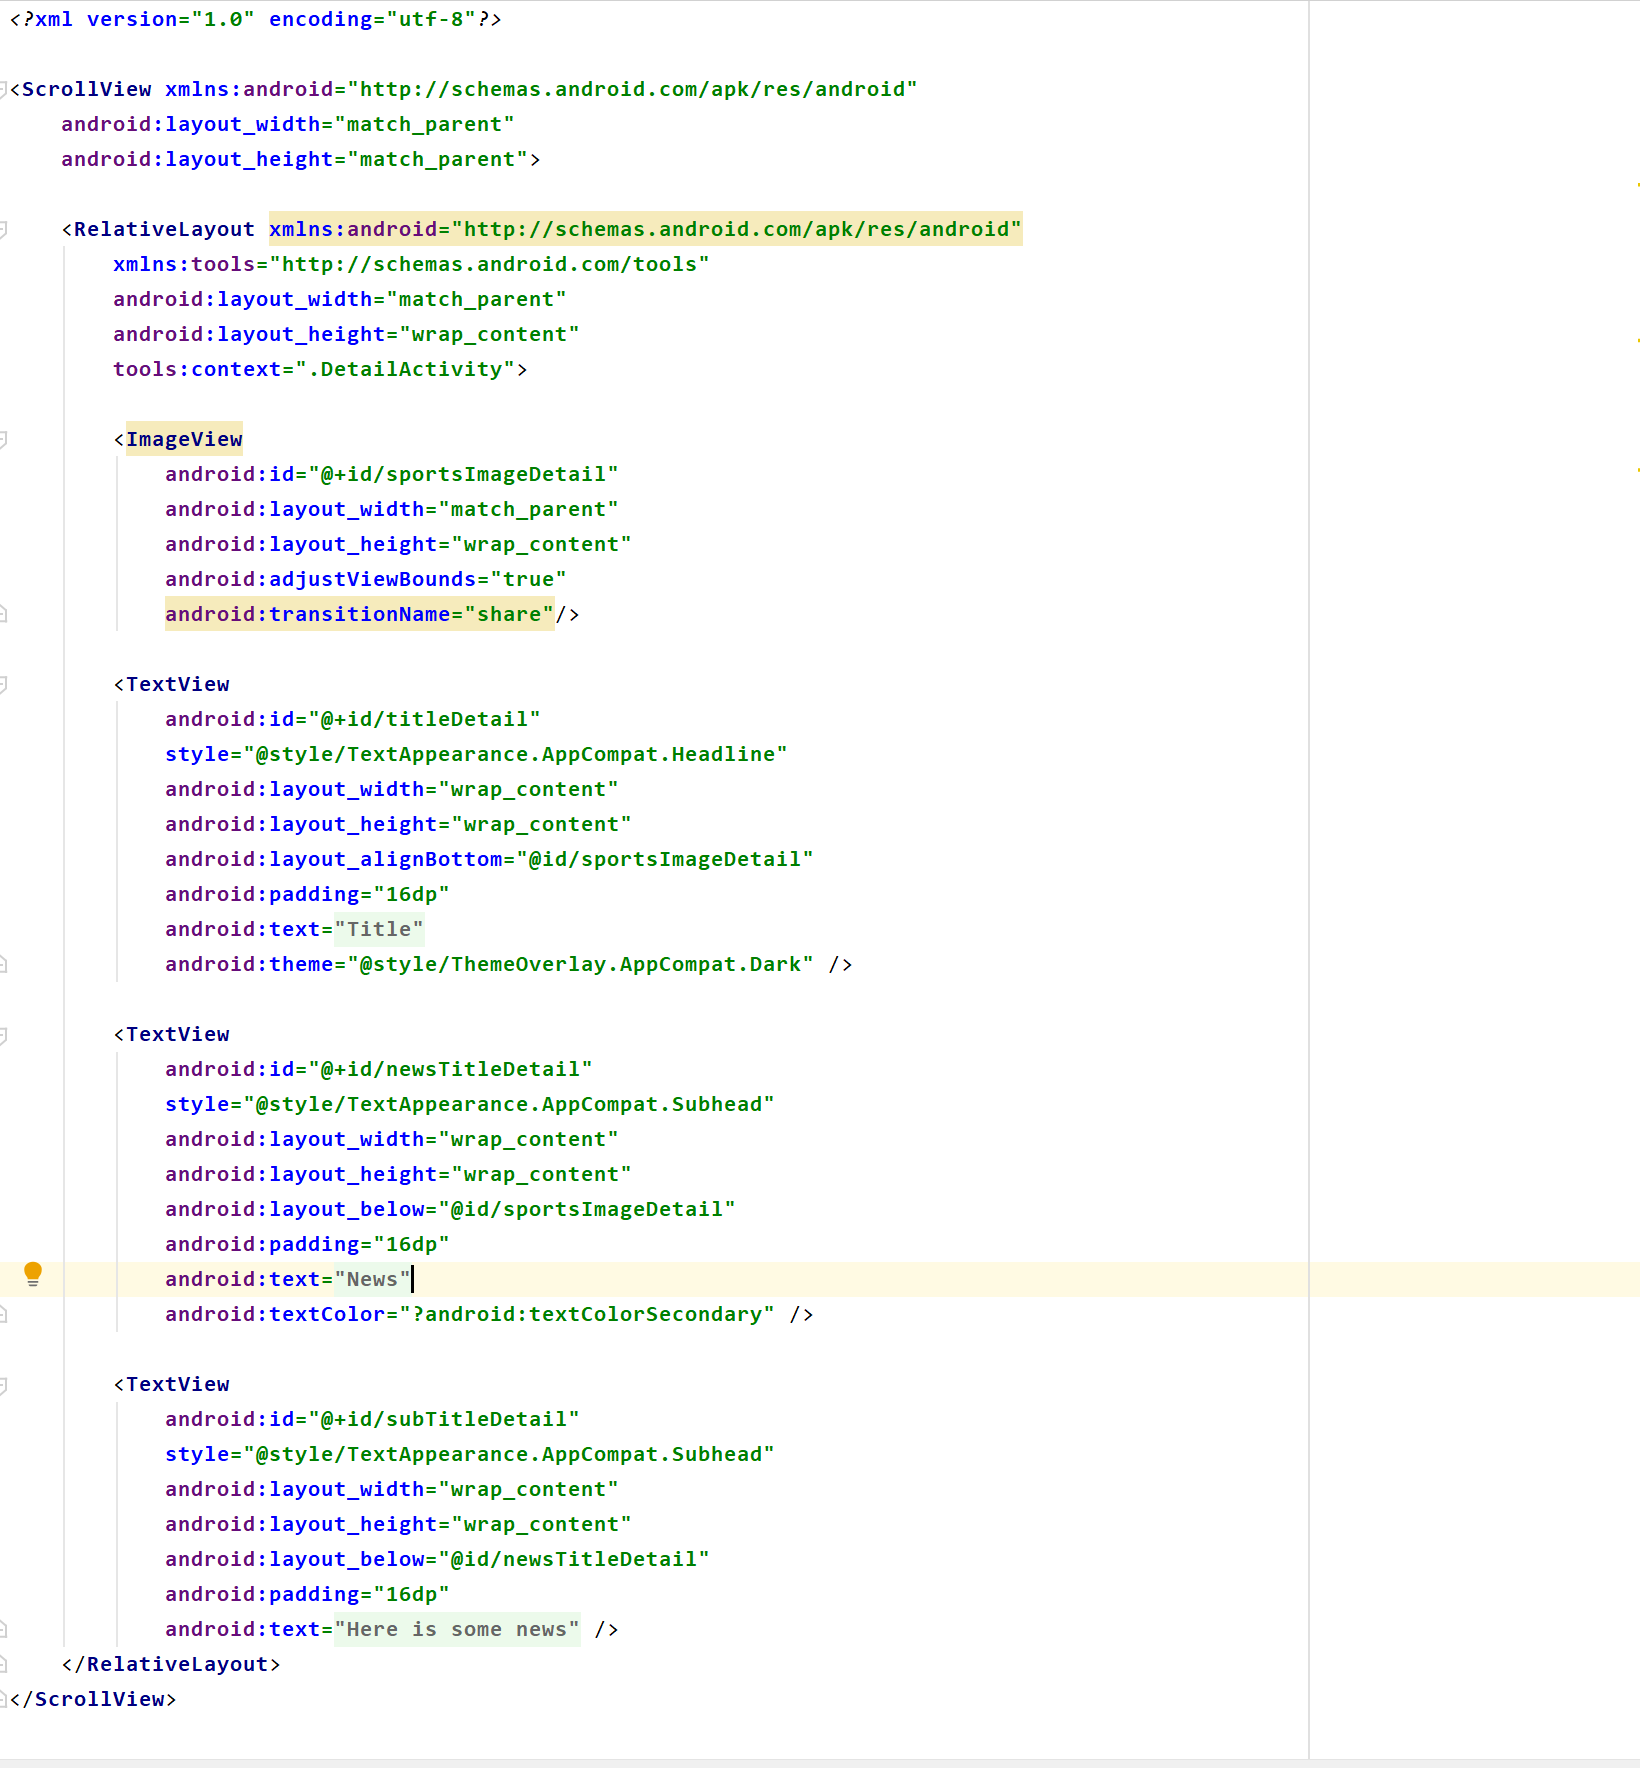 <?xml version="1.0" encoding="utf-8"?>
<ScrollView xmlns:android="http://schemas.android.com/apk/res/android"
    android:layout_width="match_parent"
    android:layout_height="match_parent">
    <RelativeLayout xmlns:android="http://schemas.android.com/apk/res/android"
        xmlns:tools="http://schemas.android.com/tools"
        android:layout_width="match_parent"
        android:layout_height="wrap_content"
        tools:context=".DetailActivity">
        <ImageView
            android:id="@+id/sportsImageDetail"
            android:layout_width="match_parent"
            android:layout_height="wrap_content"
            android:adjustViewBounds="true"
            android:transitionName="share"/>
        <TextView
            android:id="@+id/titleDetail"
            style="@style/TextAppearance.AppCompat.Headline"
            android:layout_width="wrap_content"
            android:layout_height="wrap_content"
            android:layout_alignBottom="@id/sportsImageDetail"
            android:padding="16dp"
            android:text="Title"
            android:theme="@style/ThemeOverlay.AppCompat.Dark" />
        <TextView
            android:id="@+id/newsTitleDetail"
            style="@style/TextAppearance.AppCompat.Subhead"
            android:layout_width="wrap_content"
            android:layout_height="wrap_content"
            android:layout_below="@id/sportsImageDetail"
            android:padding="16dp"
            android:text="News"
            android:textColor="?android:textColorSecondary" />
        <TextView
            android:id="@+id/subTitleDetail"
            style="@style/TextAppearance.AppCompat.Subhead"
            android:layout_width="wrap_content"
            android:layout_height="wrap_content"
            android:layout_below="@id/newsTitleDetail"
            android:padding="16dp"
            android:text="Here is some news" />
    </RelativeLayout>
</ScrollView>